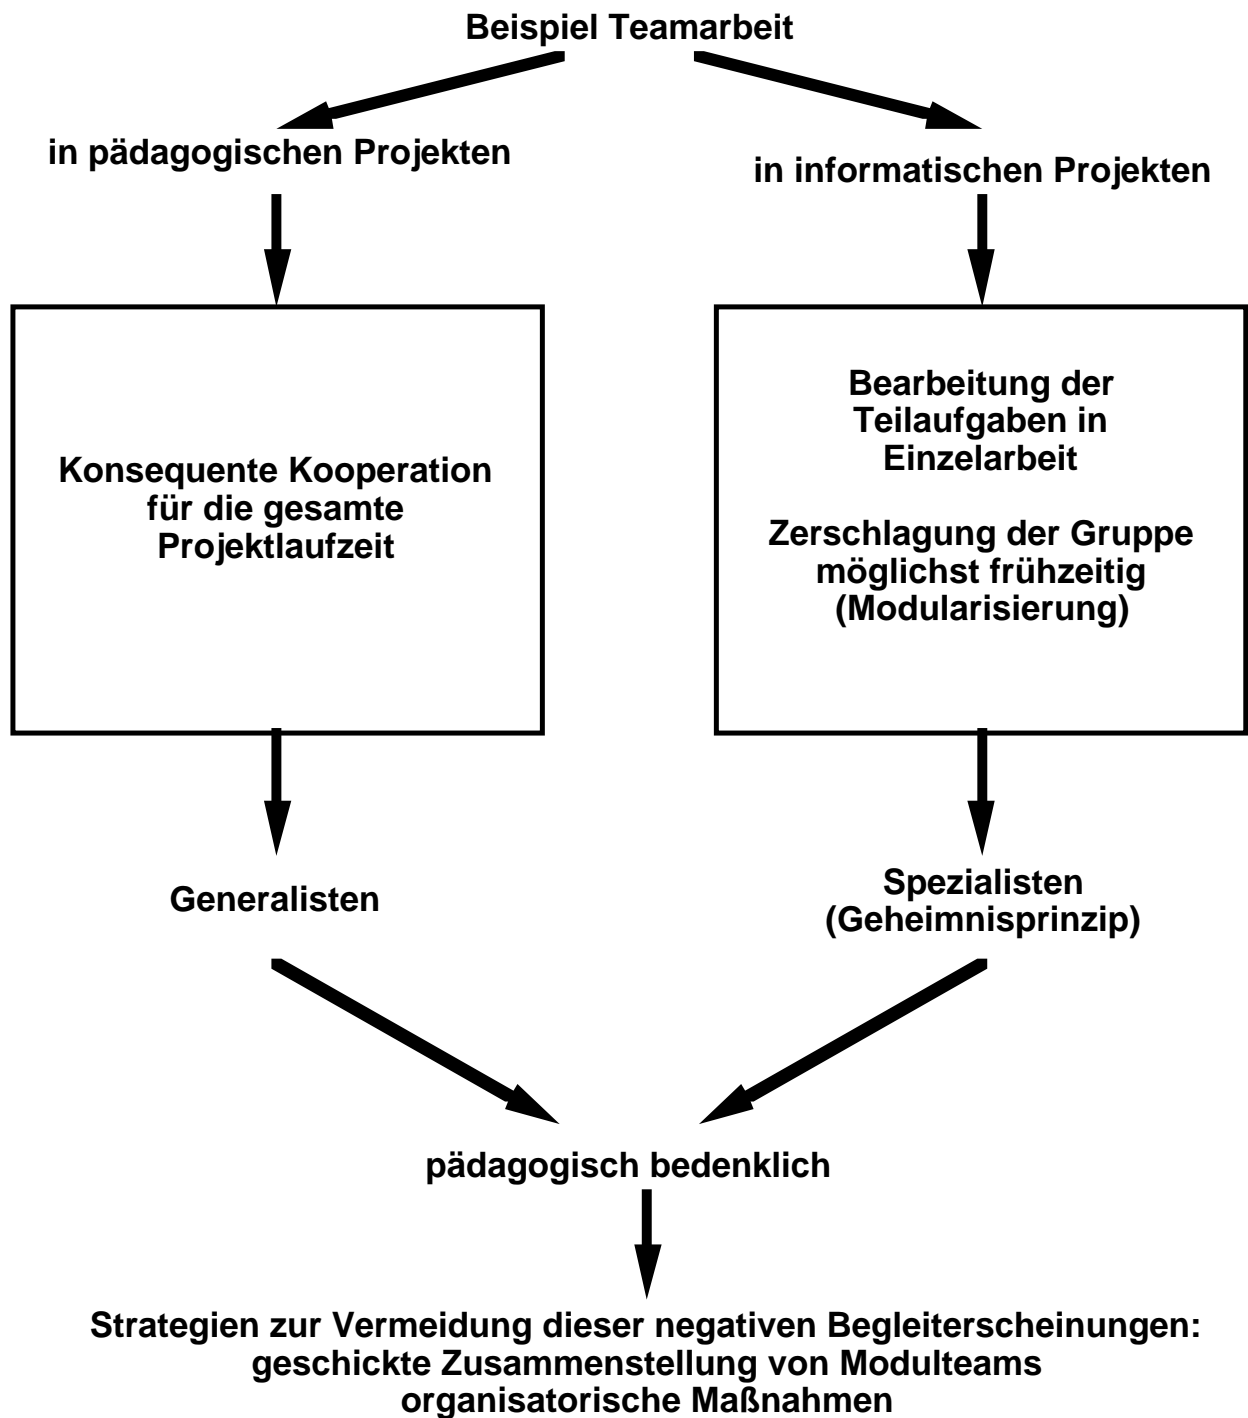 Beispiel Teamarbeit
in pädagogischen Projekten
in informatischen Projekten
Konsequente Kooperation
für die gesamte
Projektlaufzeit
Bearbeitung der
Teilaufgaben in
Einzelarbeit
Zerschlagung der Gruppe
möglichst frühzeitig
(Modularisierung)
Generalisten
Spezialisten
(Geheimnisprinzip)
pädagogisch bedenklich
Strategien zur Vermeidung dieser negativen Begleiterscheinungen:
geschickte Zusammenstellung von Modulteams
organisatorische Maßnahmen